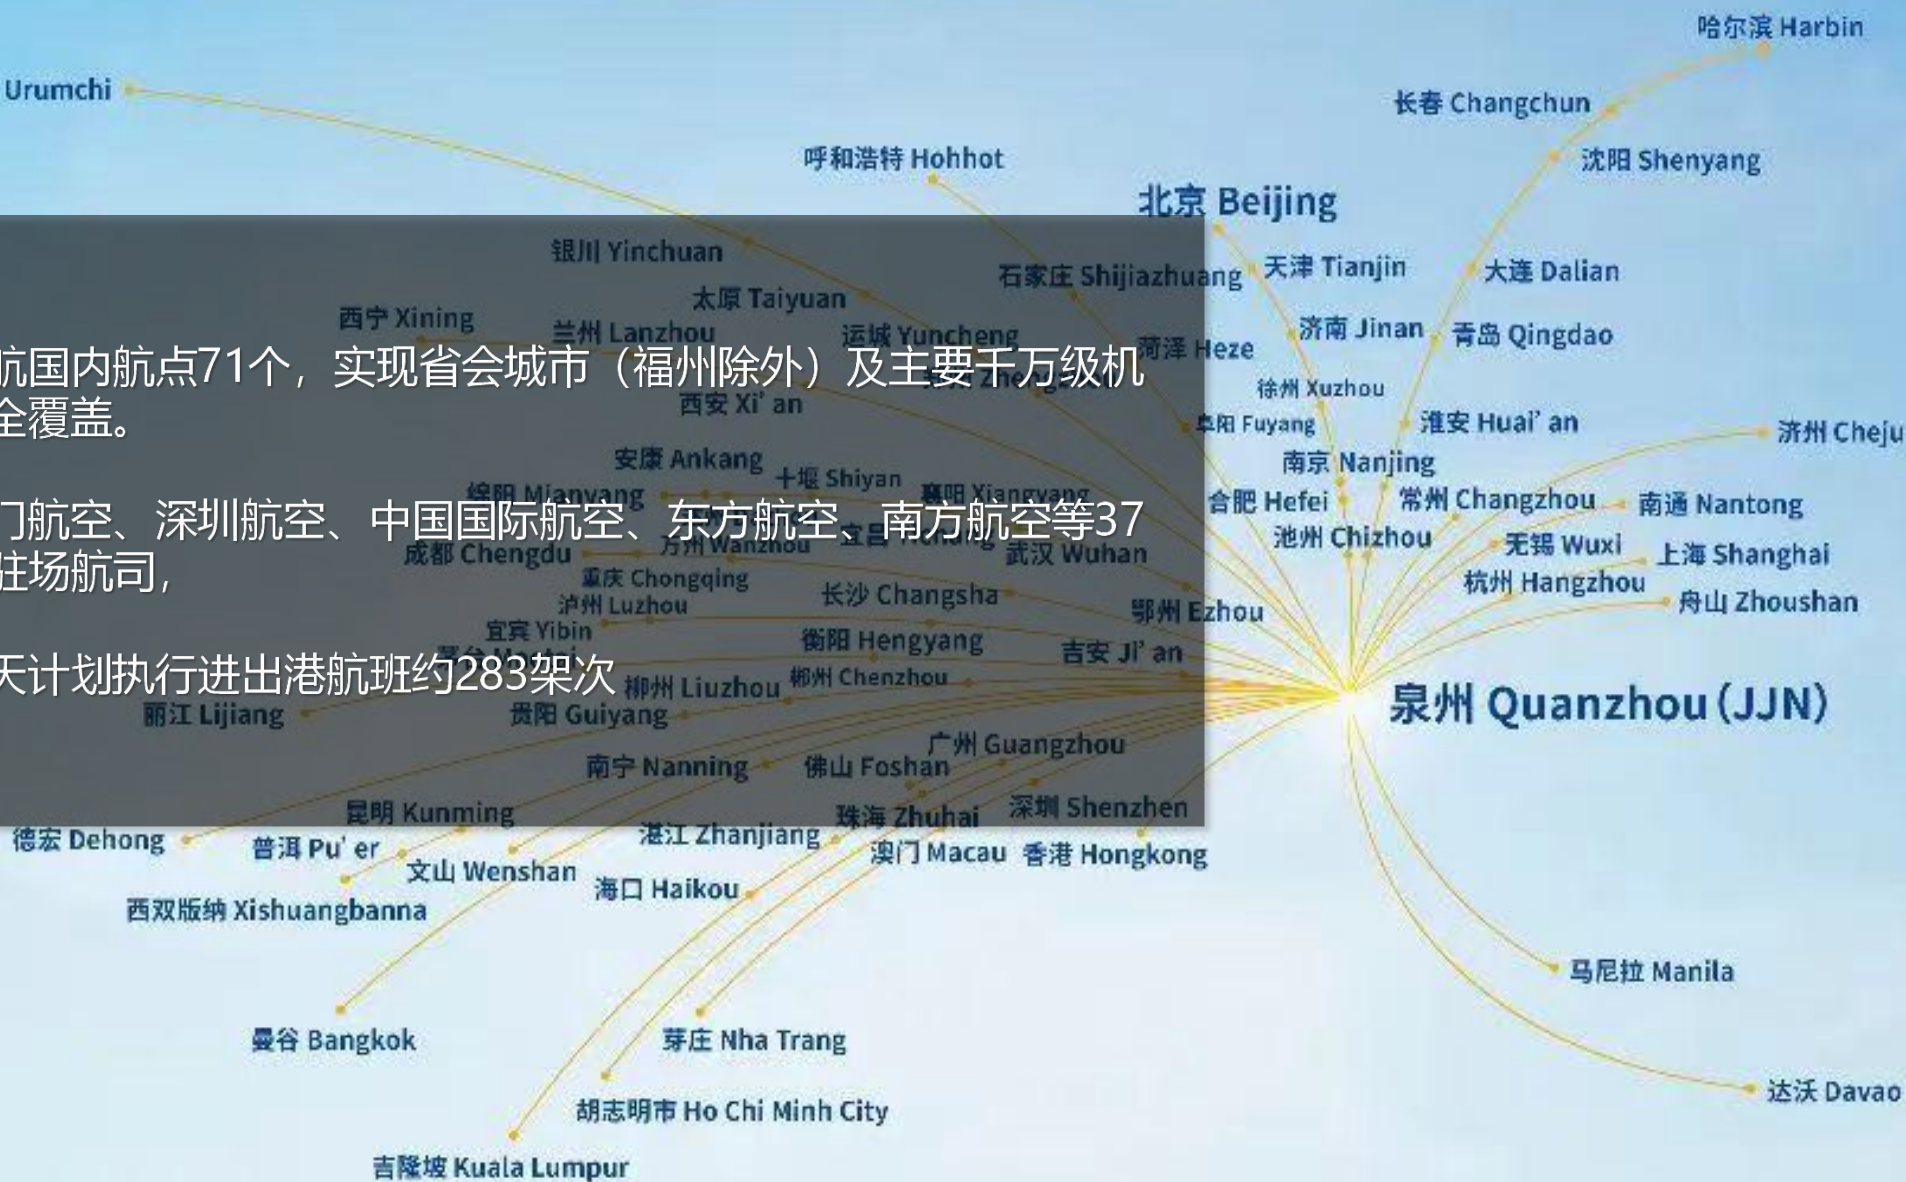 哈尔滨 Harbin
Urumchi
长春 Changchun
呼和浩特 Hohhot
沈阳 Shenyang
北京 Beijing
银川 Yinchuan
石家庄 Shijiazhuang
天津 Tianjin
大连 Dalian
太原 Taiyuan
西宁 Xining
兰州 Lanzhou
运城 Yuncheng
菏泽 Heze
济南 Jinan
青岛 Qingdao
航国内航点71个，实现省会城市（福州除外）及主要千万级机
全覆盖。
徐州 Xuzhou
西安 Xi'an
阜阳 Fuyang
淮安 Huai'an
济州 Cheju
安康 Ankang
十堰 Shiyan
南京 Nanjing
绵阳 Mianyang
襄阳 Xiangyang
合肥 Hefei
常州 Changzhou
南通 Nantong
门航空、深圳航空、中国国际航空、东方航空、南方航空等37
驻场航司，
池州 Chizhou
成都 Chengdu
万州 Wanzhou
武汉 Wuhan
无锡 Wuxi
上海 Shanghai
重庆 Chongqing
杭州 Hangzhou
泸州 Luzhou
长沙 Changsha
鄂州 Ezhou
舟山 Zhoushan
宜宾 Yibin
衡阳 Hengyang
吉安 Ji'an
天计划执行进出港航班约283架次
柳州 Liuzhou
郴州 Chenzhou
泉州 Quanzhou（JJN）
丽江 Lijiang
贵阳 Guiyang
广州 Guangzhou
南宁 Nanning
佛山 Foshan
昆明 Kunming
珠海 Zhuhai
深圳 Shenzhen
德宏 Dehong
普洱 Pu'er
湛江 Zhanjiang
澳门 Macau
香港 Hongkong
文山 Wenshan
海口 Haikou
西双版纳 Xishuangbanna
马尼拉 Manila
曼谷 Bangkok
芽庄 Nha Trang
达沃 Davao
胡志明市 Ho Chi Minh City
吉隆坡 Kuala Lumpur